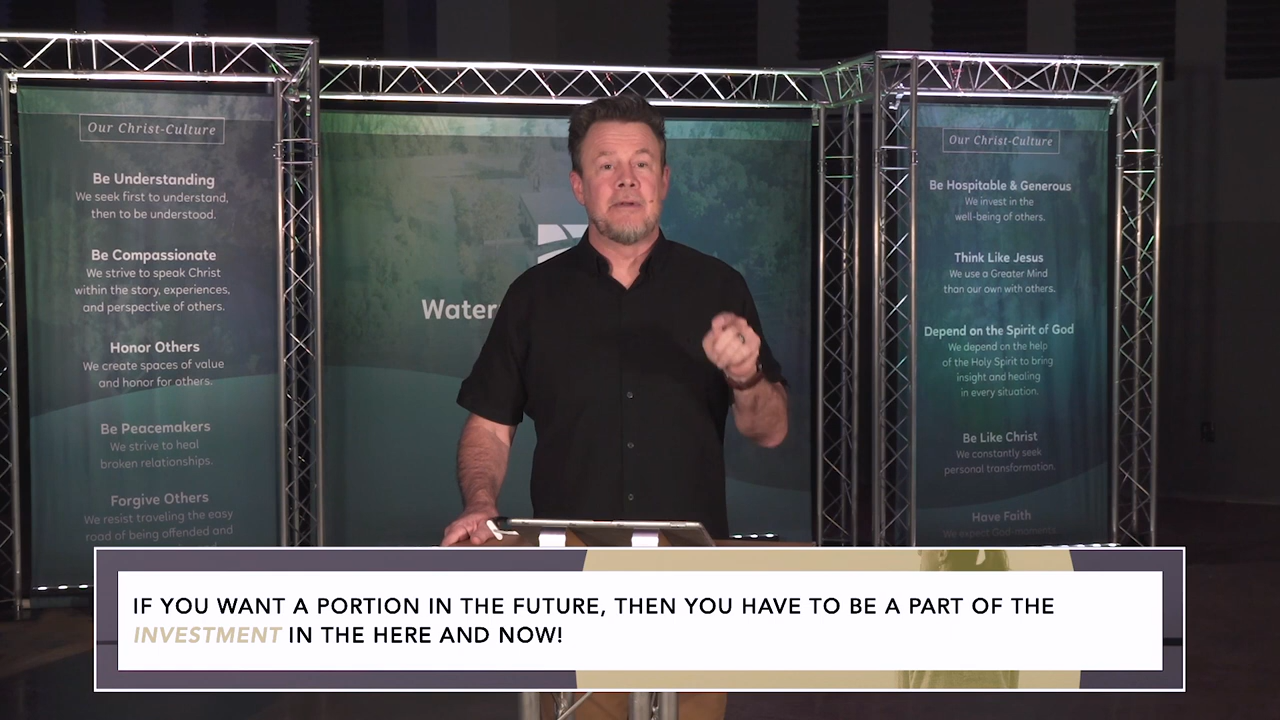 Our Christ-Culture
Be Understanding
We seek first to understand,
then to be understood.
Be Compassionate
We strive to speak Christ
within the story, experiences,
and perspective of others.
Honor Others
We create spaces of value
and honor for others.
Be Peacemakers
We strive to heal
broken relationships.
Forgive Others
We resist traveling the easy
road of being offended and
Water
Our Christ-Culture
Be Hospitable & Generous
We invest in the
well-being of others.
Think Like Jesus
We use a Greater Mind
than our own with others.
Depend on the Spirit of God
We depend on the help
of the Holy Spirit to bring
insight and healing
in every situation.
Be Like Christ
We constantly seek
personal transformation.
Have Faith
We expect God-moments
IF YOU WANT A PORTION IN THE FUTURE, THEN YOU HAVE TO BE A PART OF THE
INVESTMENT IN THE HERE AND NOW!